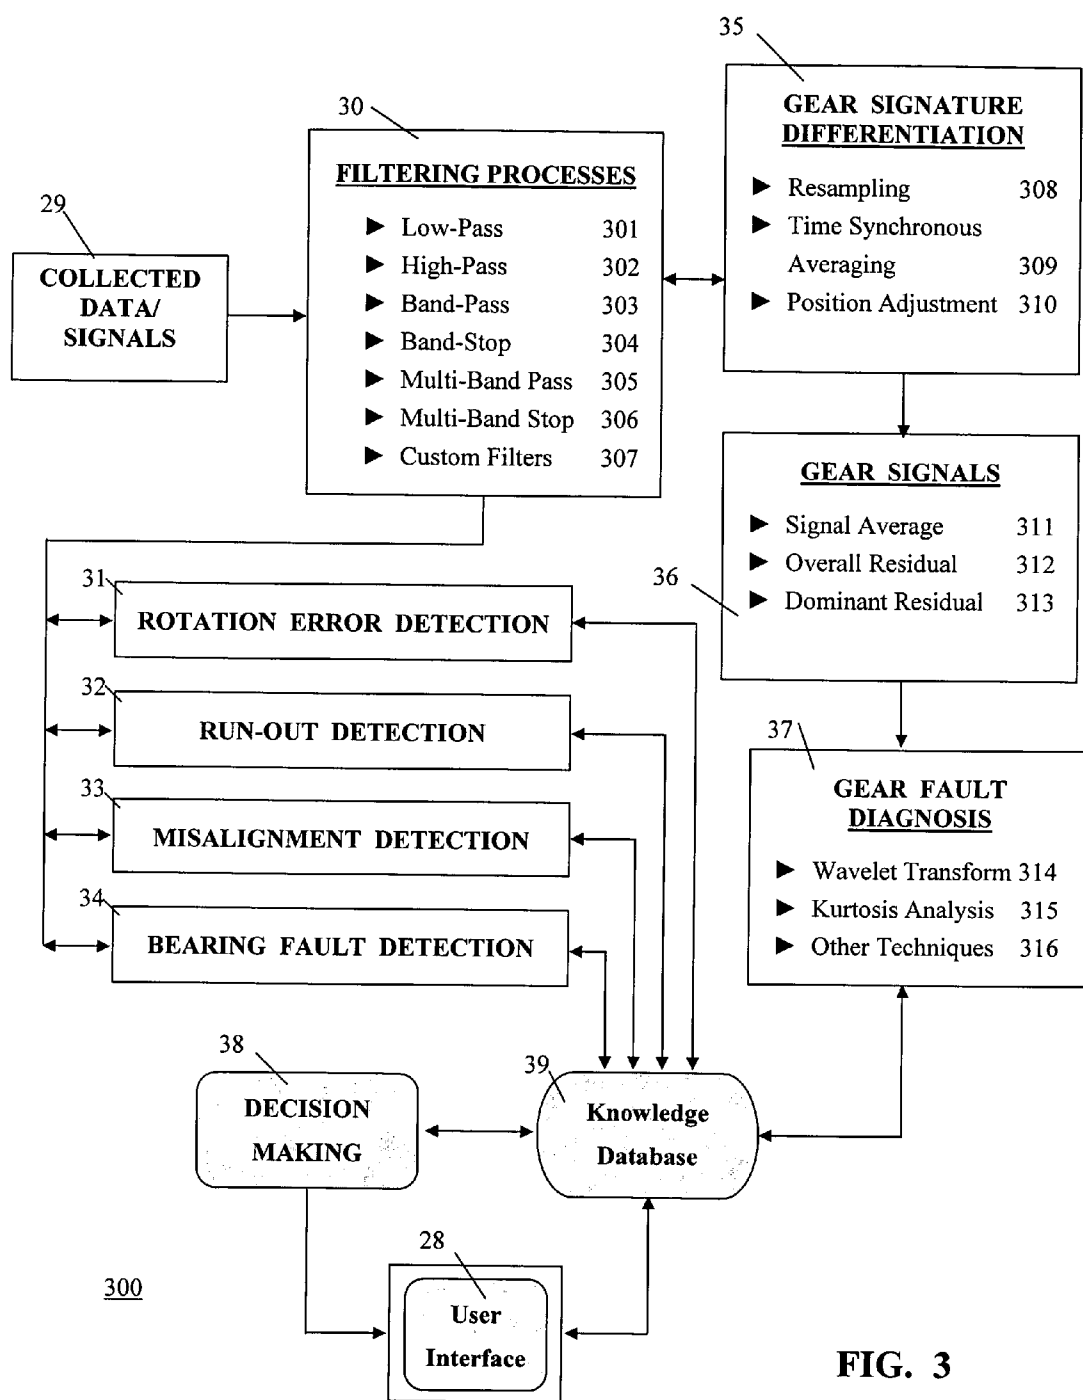 35
GEAR SIGNATURE
DIFFERENTIATION
▶ Resampling 308
▶ Time Synchronous
Averaging 309
▶ Position Adjustment 310
30
FILTERING PROCESSES
▶ Low-Pass 301
▶ High-Pass 302
▶ Band-Pass 303
▶ Band-Stop 304
▶ Multi-Band Pass 305
▶ Multi-Band Stop 306
▶ Custom Filters 307
29
COLLECTED
DATA/
SIGNALS
GEAR SIGNALS
▶ Signal Average 311
▶ Overall Residual 312
▶ Dominant Residual 313
36
31
ROTATION ERROR DETECTION
32
RUN-OUT DETECTION
33
MISALIGNMENT DETECTION
34
BEARING FAULT DETECTION
37
GEAR FAULT
DIAGNOSIS
▶ Wavelet Transform 314
▶ Kurtosis Analysis 315
▶ Other Techniques 316
38
DECISION
MAKING
39
Knowledge
Database
28
User
Interface
300
FIG. 3